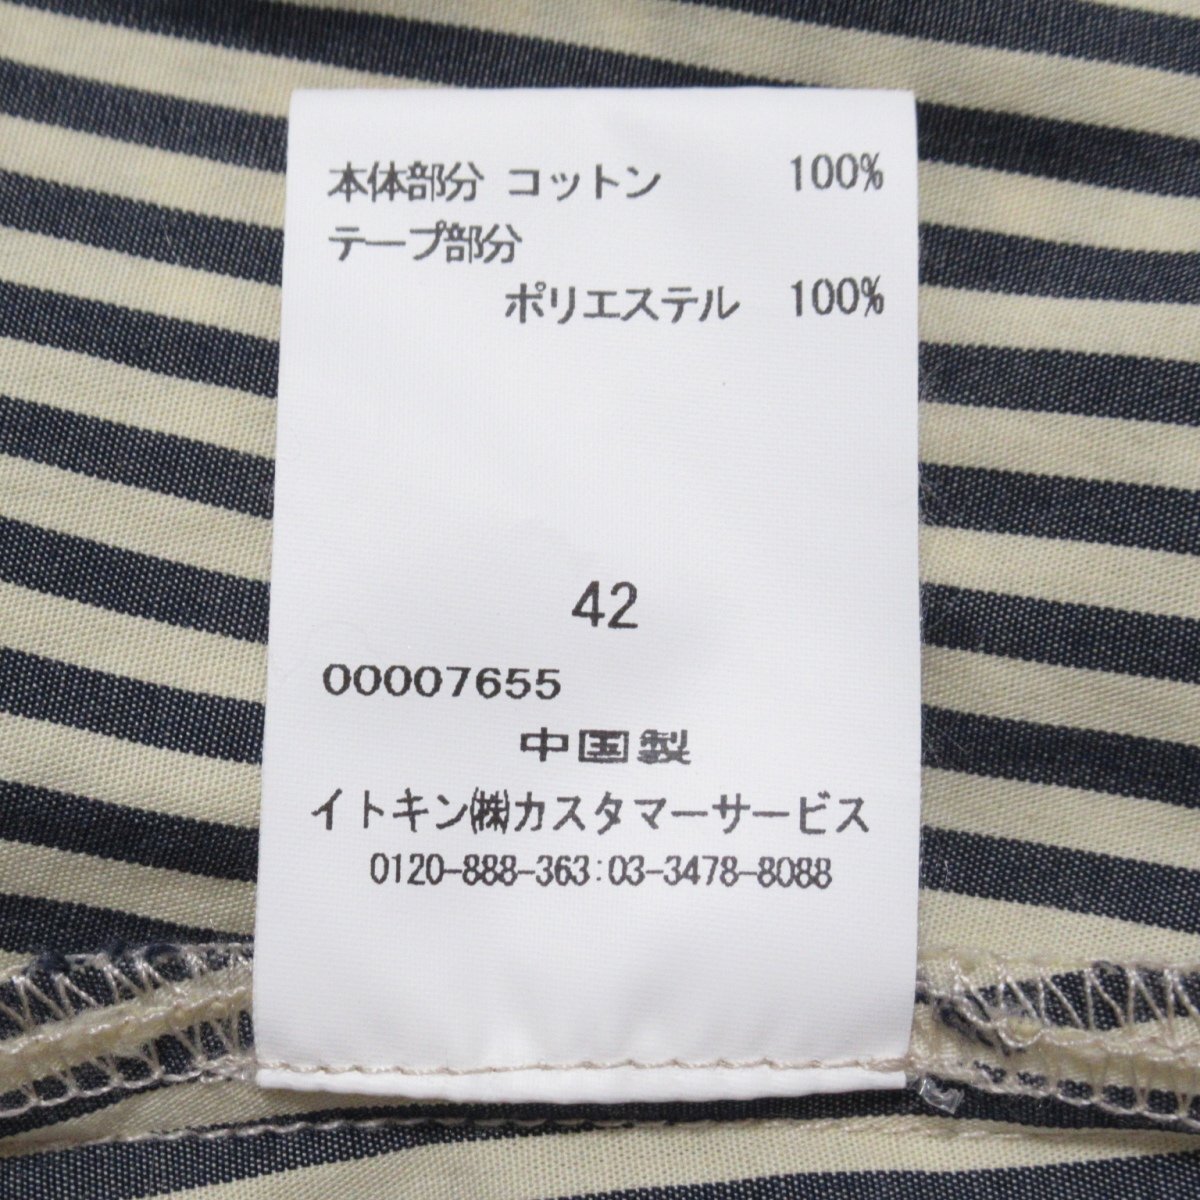 本体部分 コットン 100%
テープ部分
ポリエステル 100%
42
00007655
中国製
イトキン㈱カスタマーサービス
0120-888-363:03-3478-8088